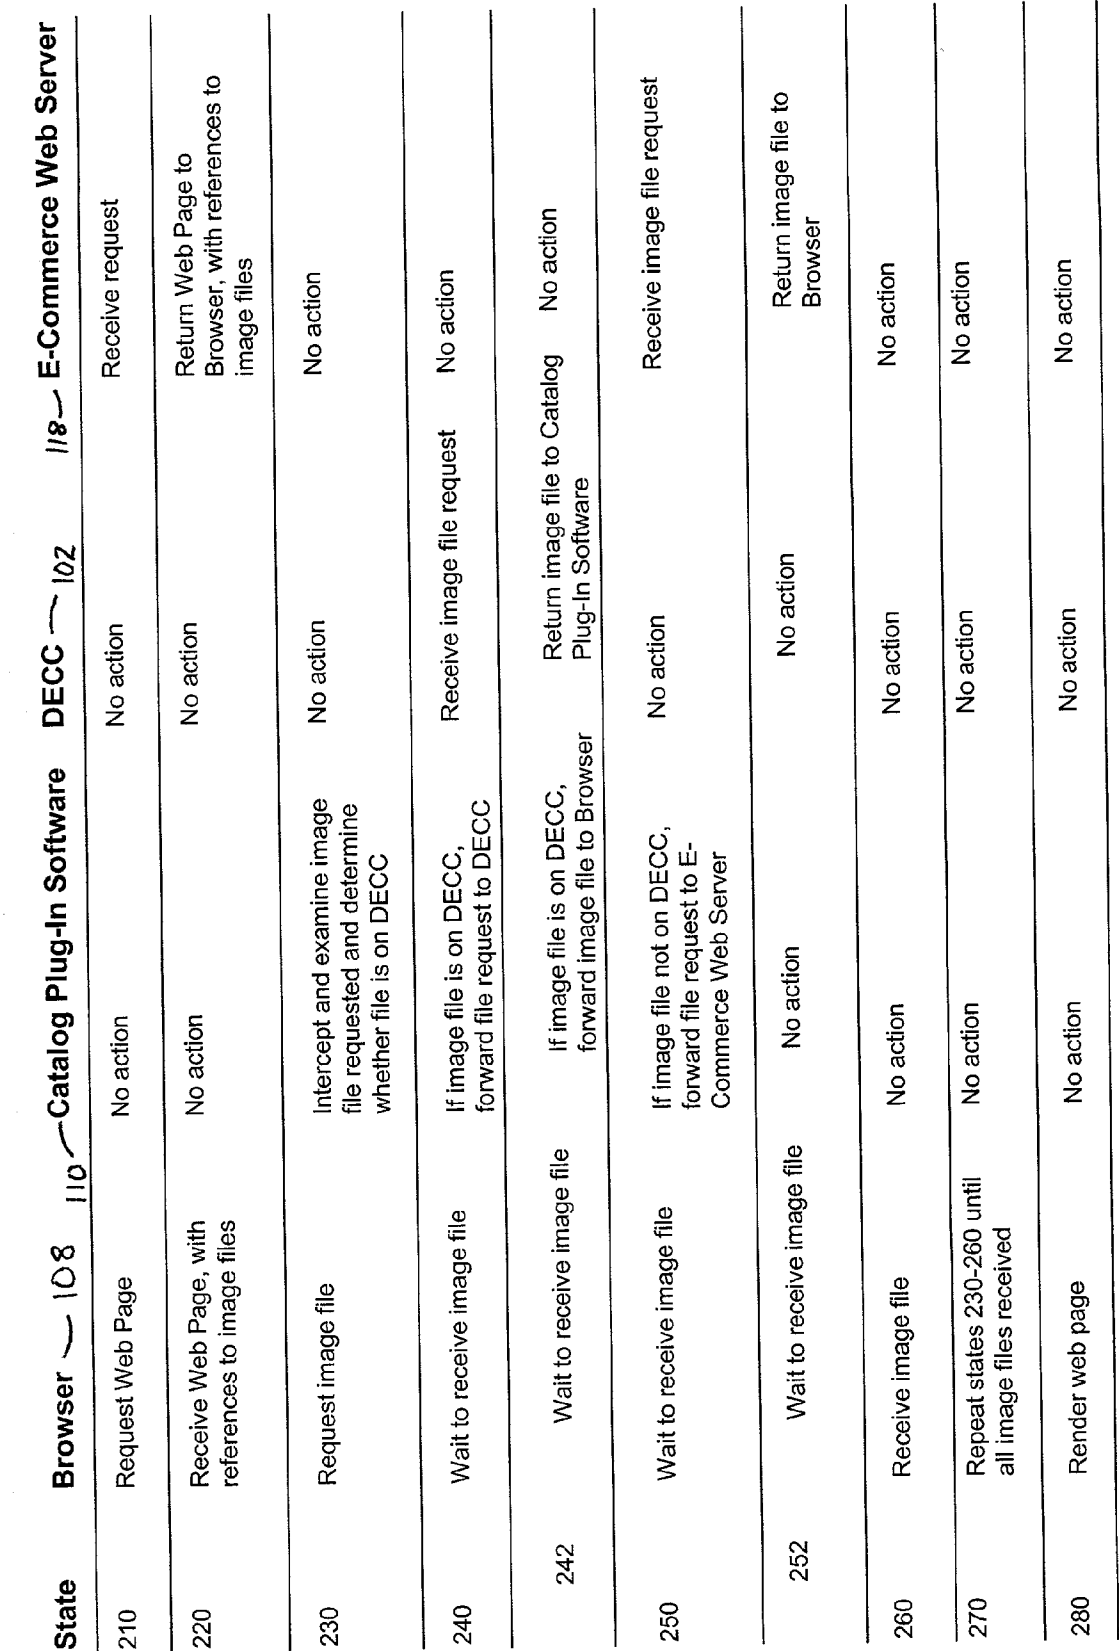 State Browser — 108 110 — Catalog Plug-In Software DECC — 102 118 — E-Commerce Web Server
210 Request Web Page No action No action Receive request
220 Receive Web Page, with No action No action Return Web Page to
references to image files Browser, with references to
image files
230 Request image file Intercept and examine image No action No action
file requested and determine
whether file is on DECC
240 Wait to receive image file If image file is on DECC, Receive image file request No action
forward file request to DECC
242 Wait to receive image file If image file is on DECC, Return image file to Catalog No action
forward image file to Browser Plug-In Software
250 Wait to receive image file If image file not on DECC, No action Receive image file request
forward file request to E-
Commerce Web Server
252 Wait to receive image file No action No action Return image file to
Browser
260 Receive image file No action No action No action
270 Repeat states 230-260 until No action No action No action
all image files received
280 Render web page No action No action No action